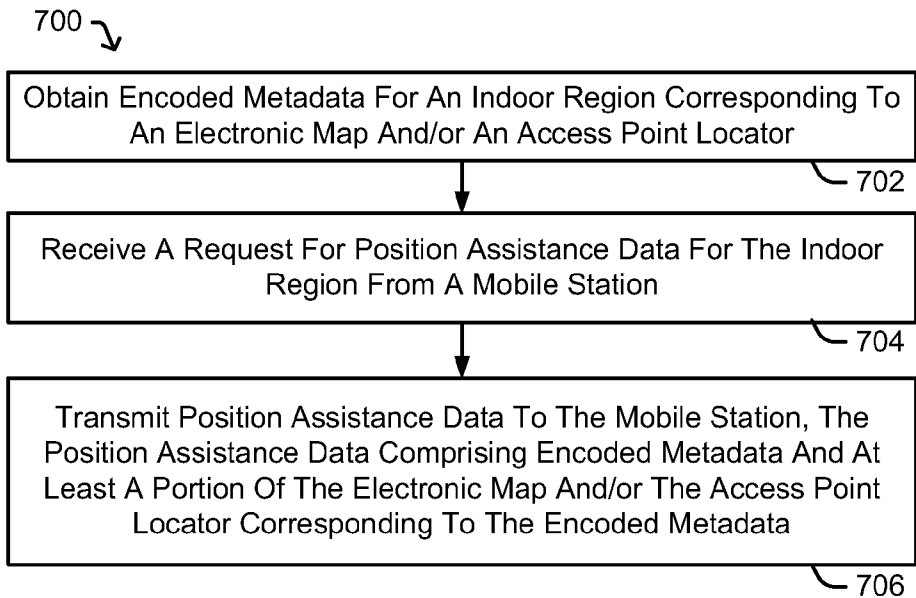 700
Obtain Encoded Metadata For An Indoor Region Corresponding To
An Electronic Map And/or An Access Point Locator
702
Receive A Request For Position Assistance Data For The Indoor
Region From A Mobile Station
704
Transmit Position Assistance Data To The Mobile Station, The
Position Assistance Data Comprising Encoded Metadata And At
Least A Portion Of The Electronic Map And/or The Access Point
Locator Corresponding To The Encoded Metadata
706